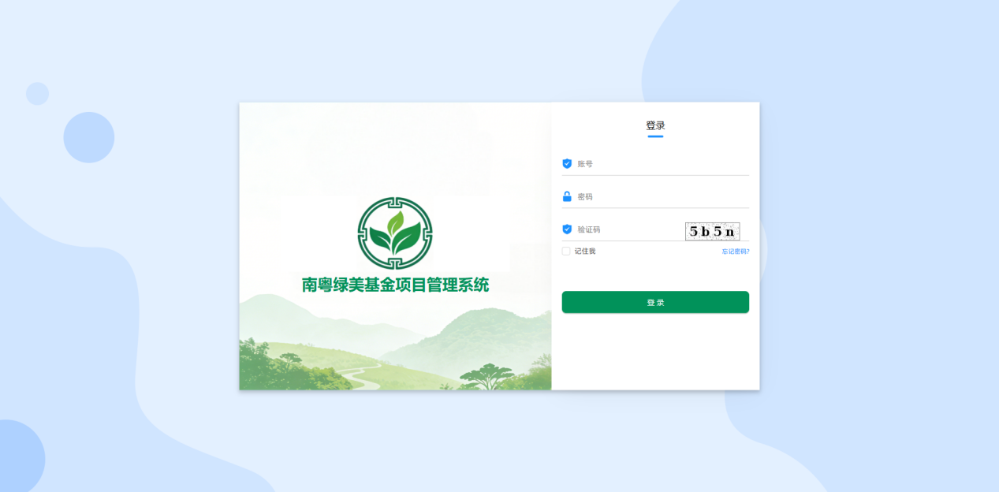 南粤绿美基金项目管理系统
登录
账号
密码
验证码
5b5n
记住我
忘记密码?
登 录